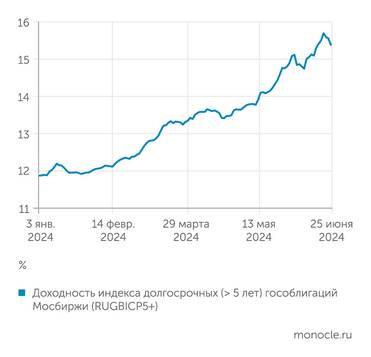 16
15
14
13
12
11
3 янв. 14 февр. 29 марта 13 мая 25 июня
2024 2024 2024 2024 2024
%
Доходность индекса долгосрочных (> 5 лет) гособлигаций
Мосбиржи (RUGBICP5+)
monocle.ru